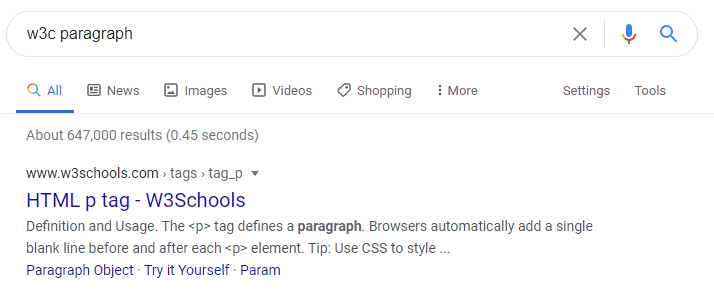 w3c paragraph
All News Images Videos Shopping More Settings Tools
About 647,000 results (0.45 seconds)
www.w3schools.com › tags › tag_p
HTML p tag - W3Schools
Definition and Usage. The <p> tag defines a paragraph. Browsers automatically add a single
blank line before and after each <p> element. Tip: Use CSS to style ...
Paragraph Object · Try it Yourself · Param